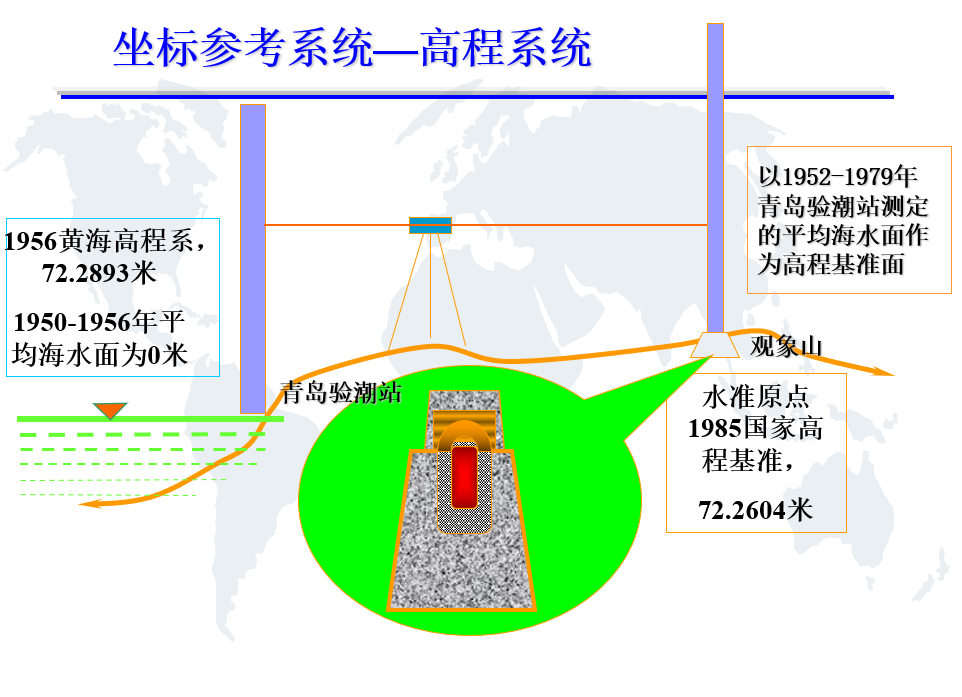 坐标参考系统—高程系统
1956黄海高程系，
72.2893米
1950-1956年平
均海水面为0米
以1952-1979年
青岛验潮站测定
的平均海水面作
为高程基准面
观象山
青岛验潮站
水准原点
1985国家高
程基准，
72.2604米